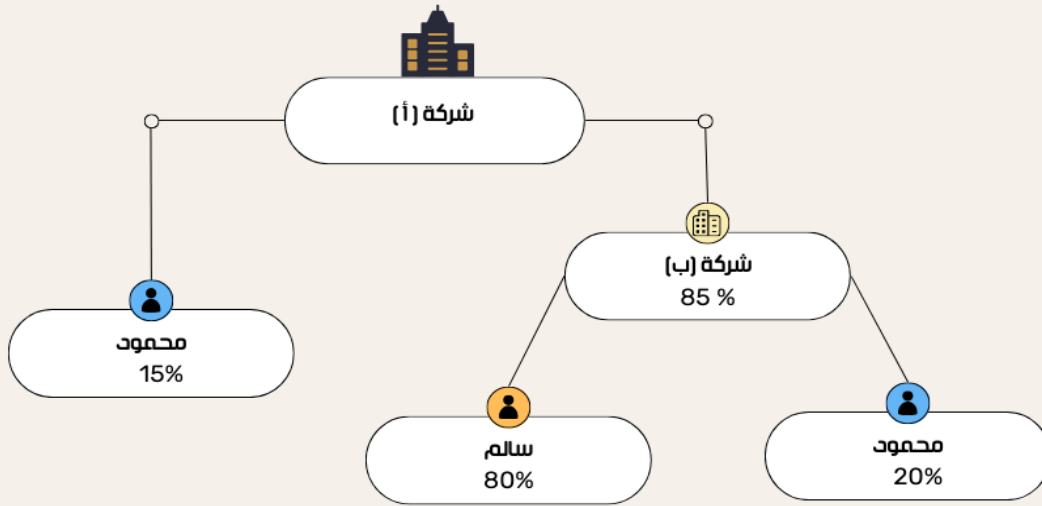 شركة (أ)
شركة (ب)
85 %
محمود
15%
سالم
80%
محمود
20%